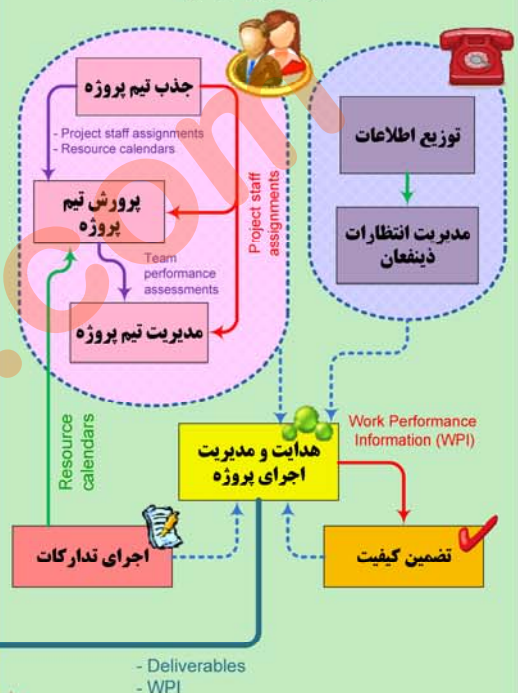 جذب تیم پروژه
- Project staff assignments
- Resource calendars
پرورش تیم
پروژه
Project staff
assignments
Team
performance
assessments
مدیریت تیم پروژه
توزیع اطلاعات
مدیریت انتظارات
ذینفعان
Resource
calendars
هدایت و مدیریت
اجرای پروژه
Work Performance
Information (WPI)
اجرای تدارکات
تضمین کیفیت
- Deliverables
- WPI
.com